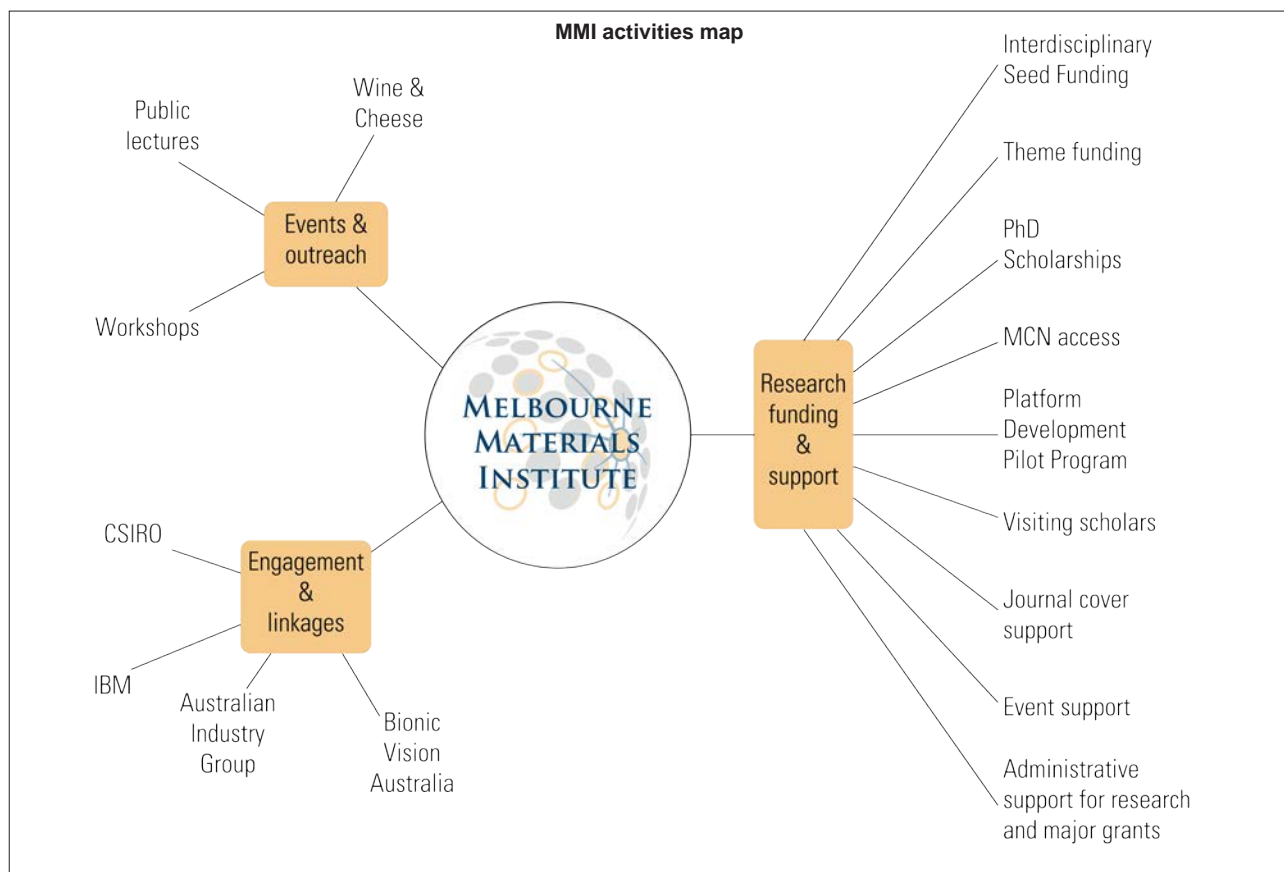 MMI activities map
Public
lectures
Wine &
Cheese
Events &
outreach
Workshops
MELBOURNE
MATERIALS
INSTITUTE
CSIRO
Engagement
&
linkages
IBM
Australian
Industry
Group
Bionic
Vision
Australia
Research
funding
&
support
Interdisciplinary
Seed Funding
Theme funding
PhD
Scholarships
MCN access
Platform
Development
Pilot Program
Visiting scholars
Journal cover
support
Event support
Administrative
support for research
and major grants